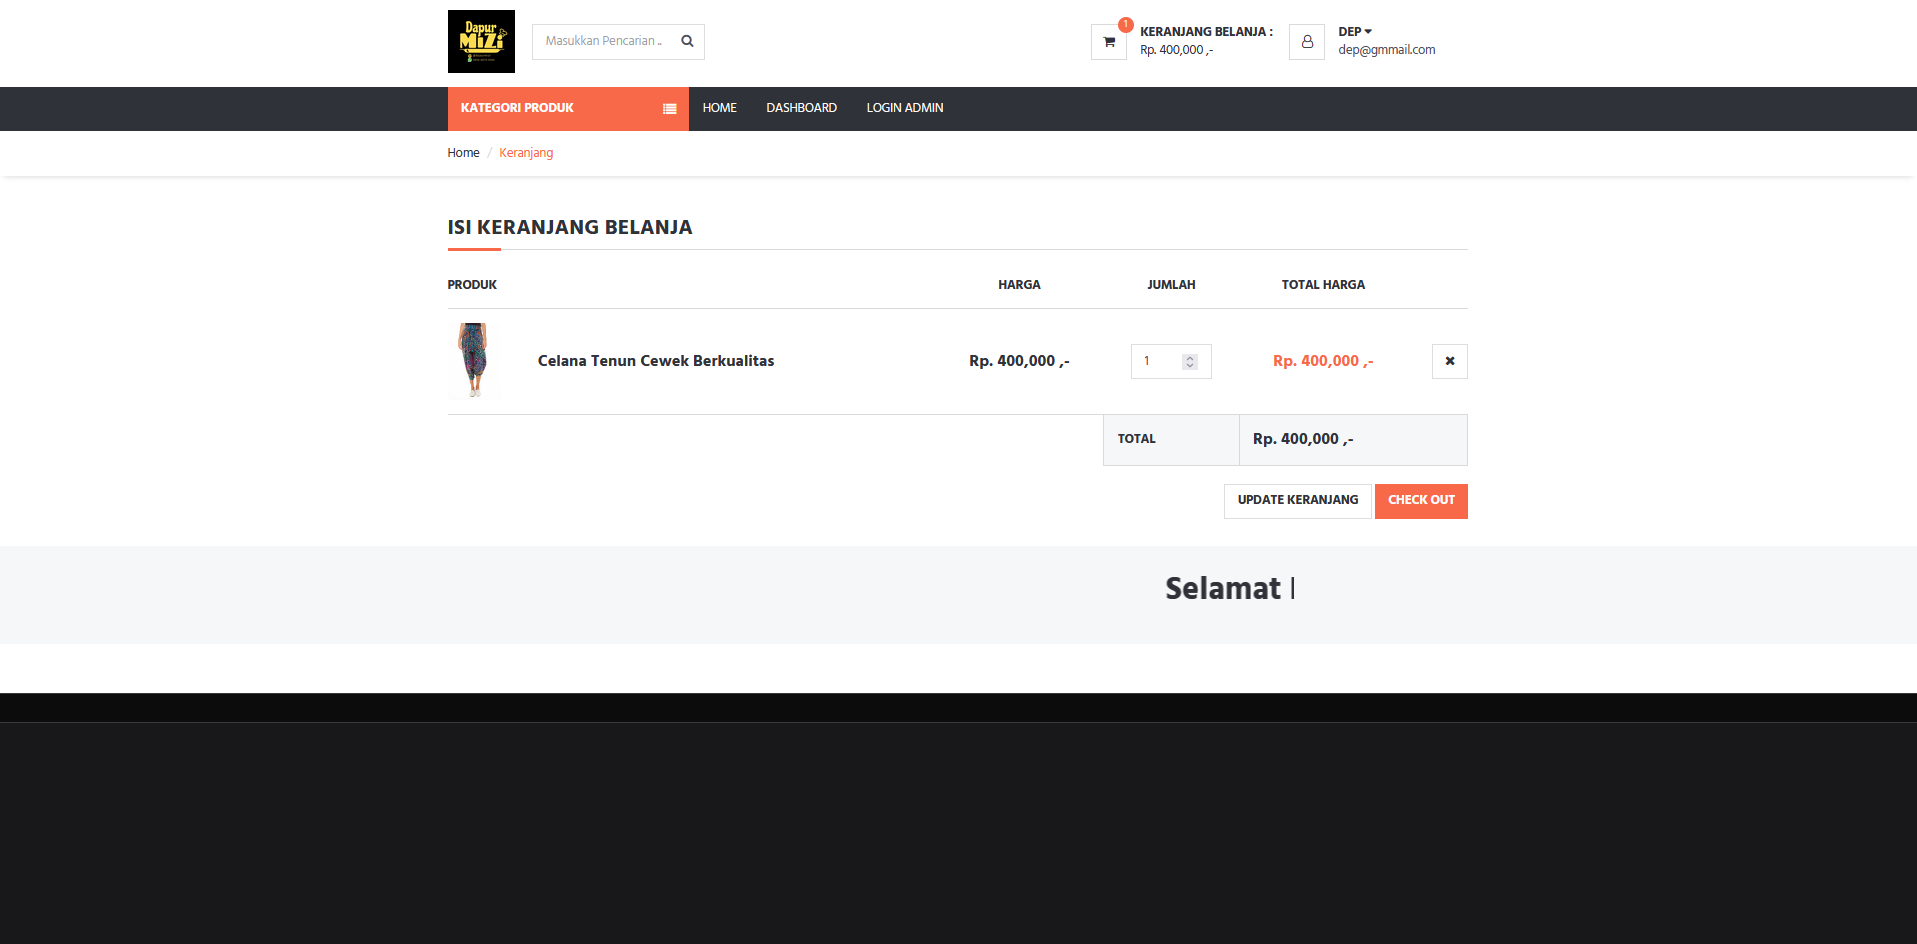 Dapur
MiZi
Masukkan Pencarian ..
1
KERANJANG BELANJA :
Rp. 400,000 ,-
DEP
dep@gmmail.com
KATEGORI PRODUK
HOME
DASHBOARD
LOGIN ADMIN
Home / Keranjang
ISI KERANJANG BELANJA
PRODUK HARGA JUMLAH TOTAL HARGA
Celana Tenun Cewek Berkualitas Rp. 400,000 ,- 1 Rp. 400,000 ,-
TOTAL Rp. 400,000 ,-
UPDATE KERANJANG CHECK OUT
Selamat